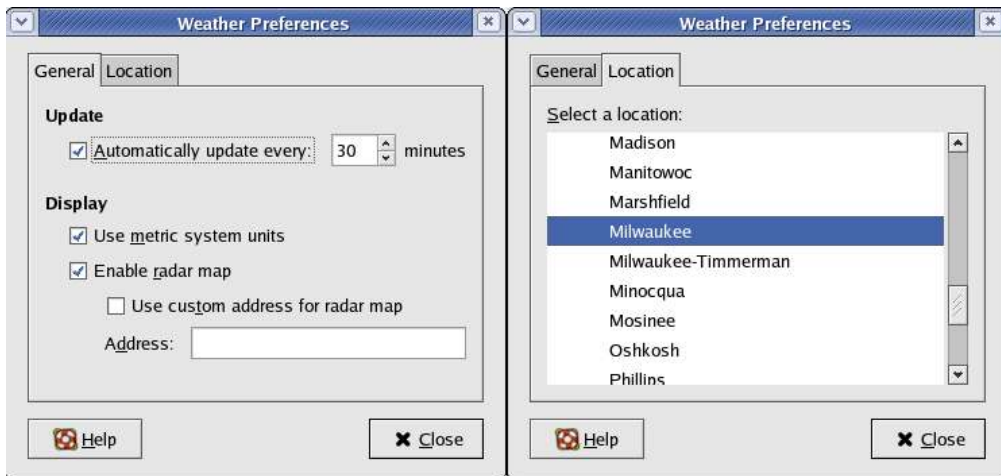 Weather Preferences
General Location
Update
Automatically update every: 30 minutes
Display
Use metric system units
Enable radar map
Use custom address for radar map
Address:
Help Close
Weather Preferences
General Location
Select a location:
Madison
Manitowoc
Marshfield
Milwaukee
Milwaukee-Timmerman
Minocqua
Mosinee
Oshkosh
Phillips
Help Close